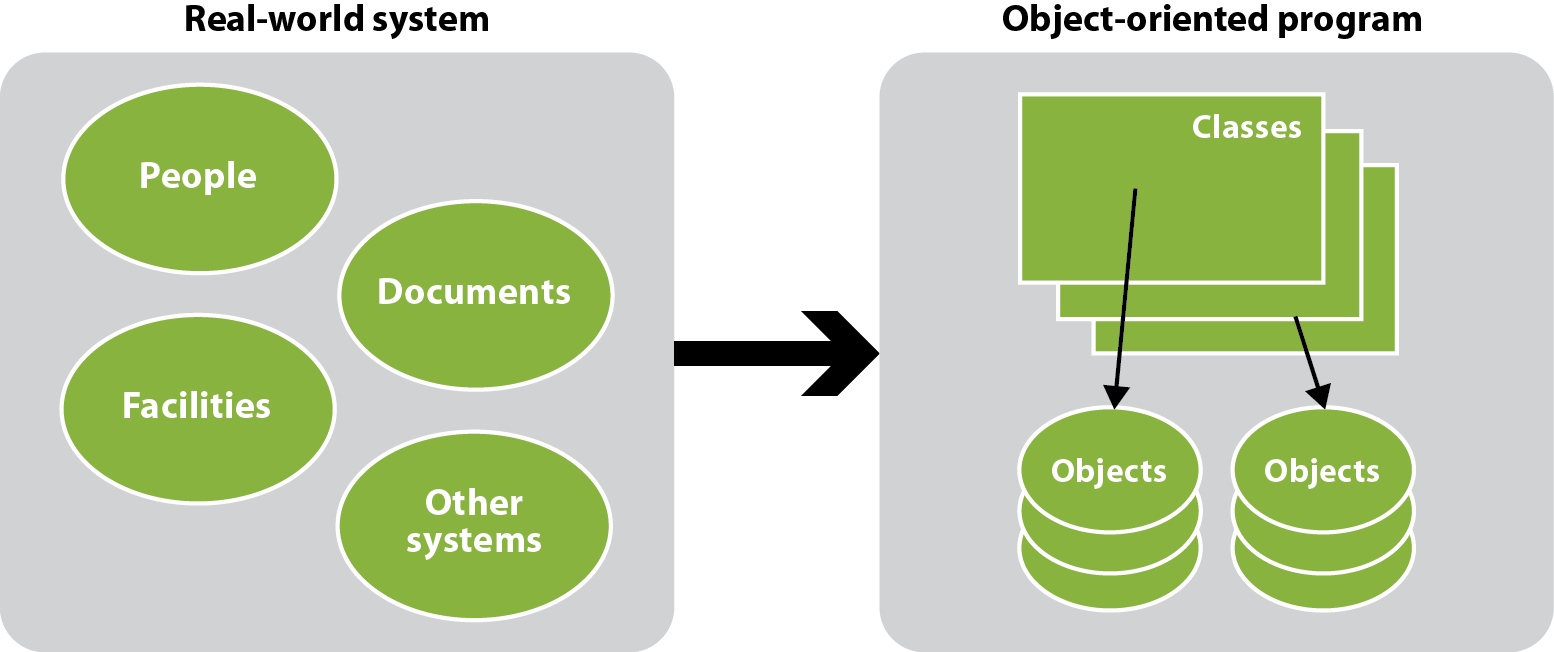 Real-world system
Object-oriented program
People
Documents
Facilities
Other
systems
Classes
Objects
Objects